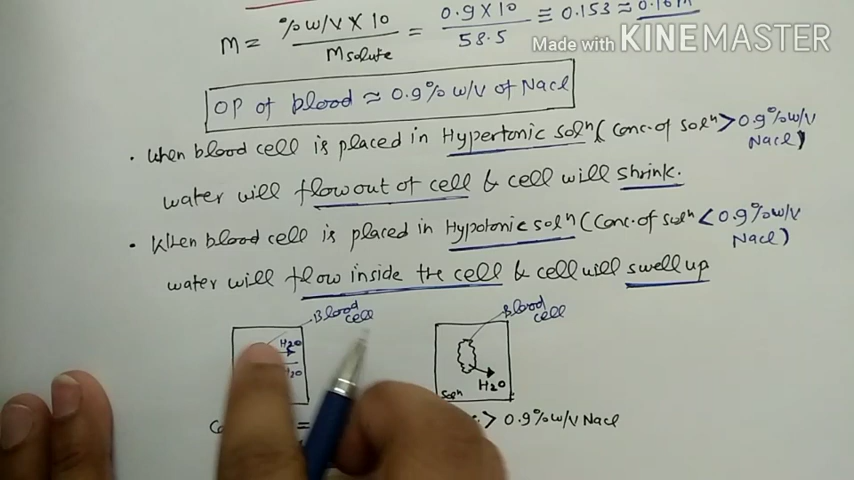 M = %w/v x 10 / Msolute = 0.9 x 10 / 58.5 ≅ 0.153 ≈ 0.16M
Made with KINEMASTER
OP of blood ≈ 0.9% w/v of Nacl
• When blood cell is placed in Hypertonic solⁿ (Conc. of solⁿ > 0.9% w/v Nacl)
water will flow out of cell & cell will shrink.
• When blood cell is placed in Hypotonic solⁿ (Conc. of solⁿ < 0.9% w/v Nacl)
water will flow inside the cell & cell will swell up
Blood cell
H2O
H2O
Blood cell
H2O
Solⁿ
=
> 0.9% w/v Nacl